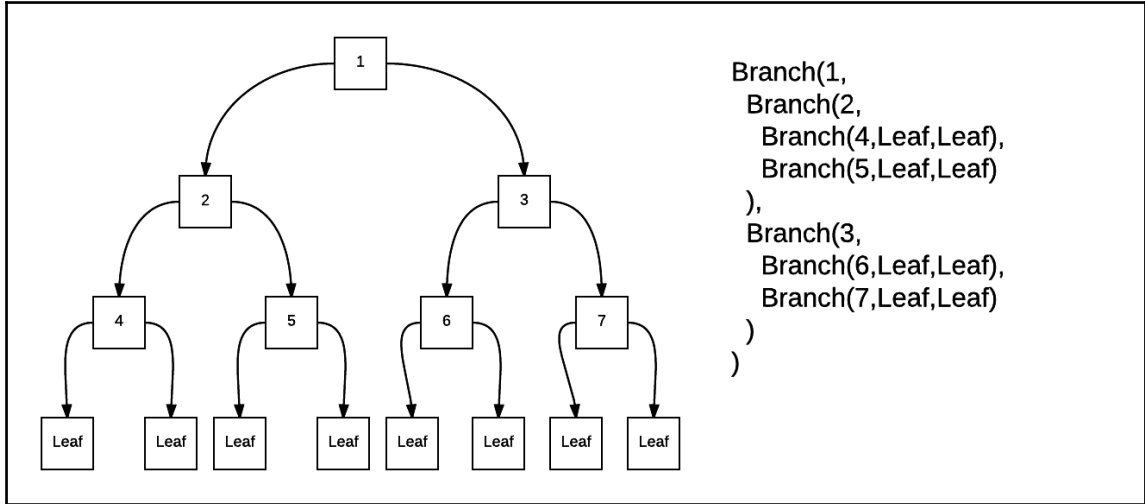 1
2
3
4
5
6
7
Leaf
Leaf
Leaf
Leaf
Leaf
Leaf
Leaf
Leaf
Branch(1,
Branch(2,
Branch(4,Leaf,Leaf),
Branch(5,Leaf,Leaf)
),
Branch(3,
Branch(6,Leaf,Leaf),
Branch(7,Leaf,Leaf)
)
)